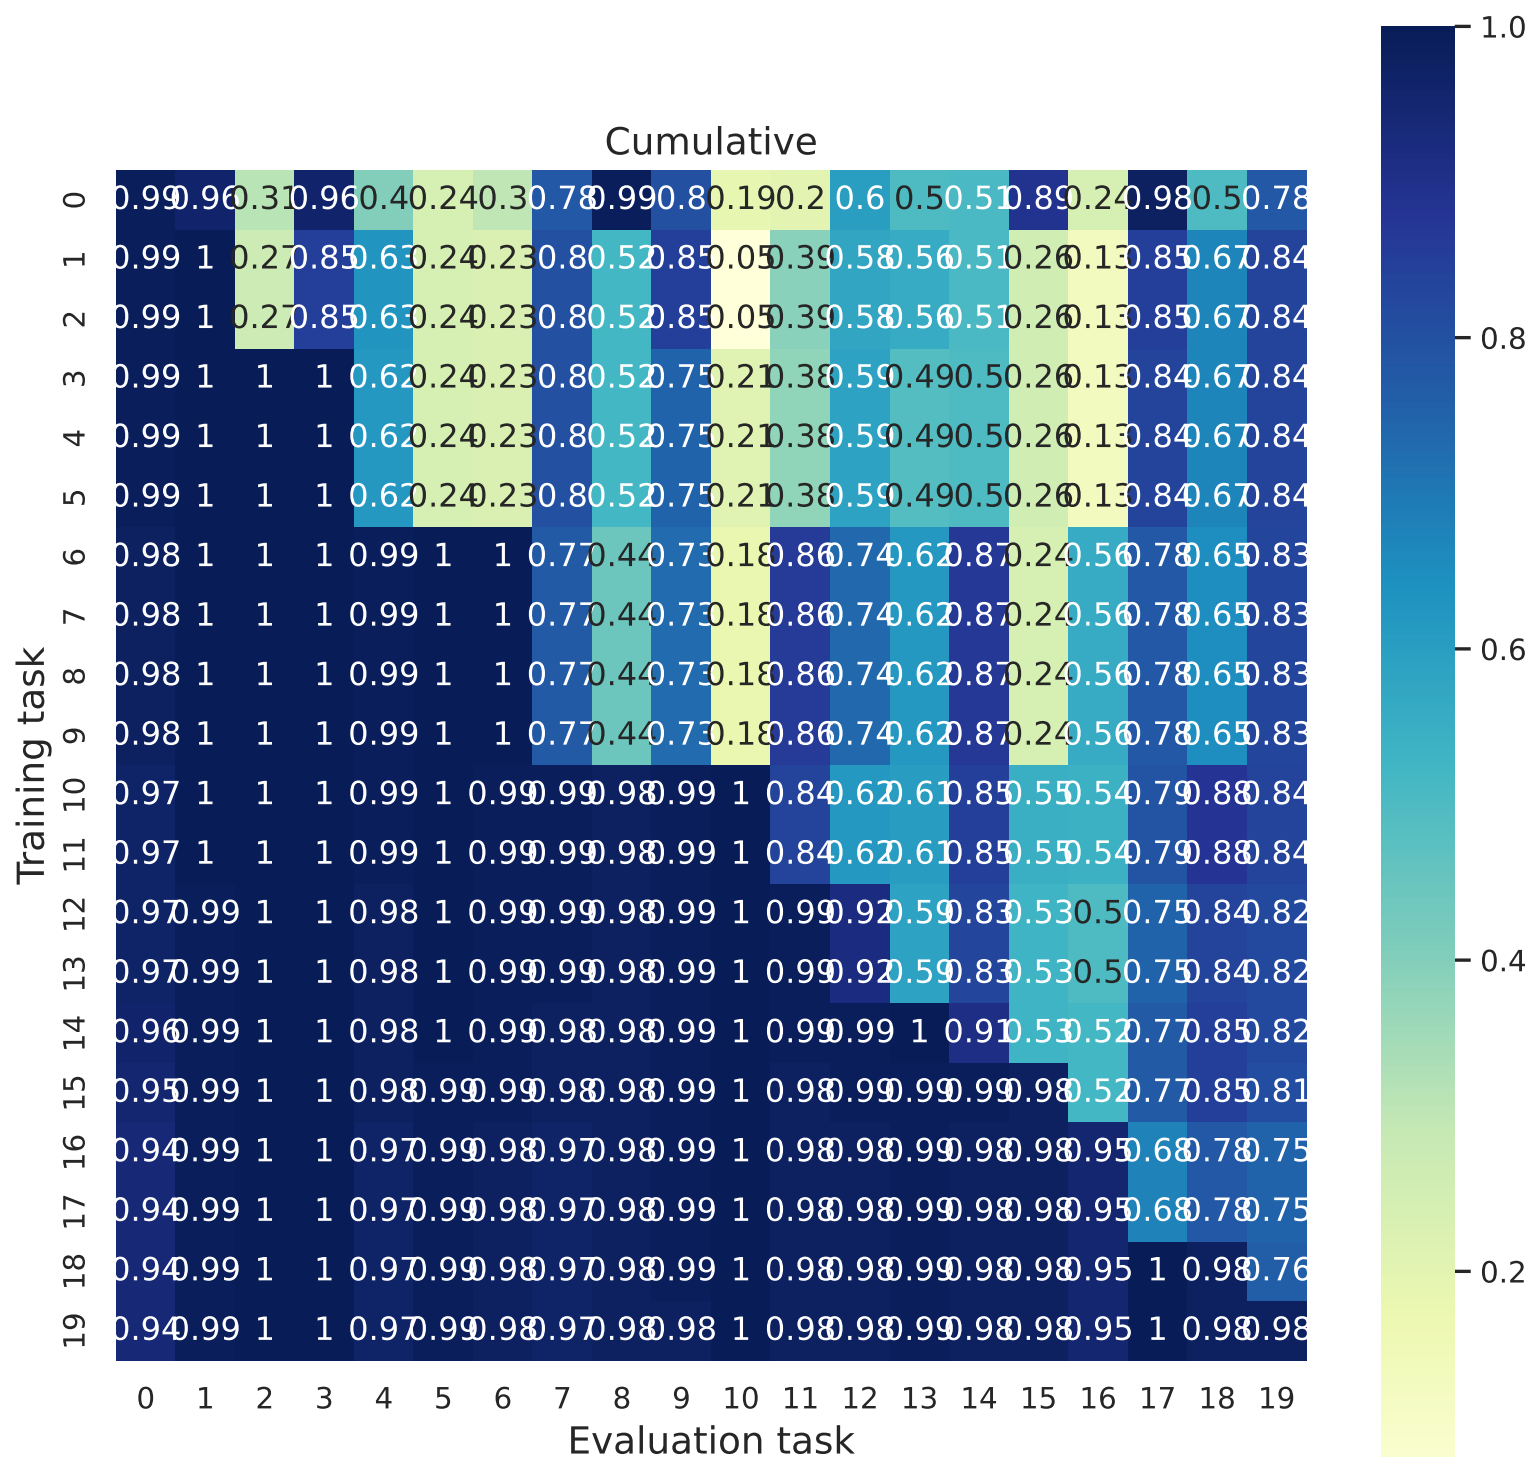 Cumulative
0 0.99 0.96 0.31 0.96 0.4 0.24 0.3 0.78 0.99 0.8 0.19 0.2 0.6 0.5 0.51 0.89 0.24 0.98 0.5 0.78
1 0.99 1 0.27 0.85 0.63 0.24 0.23 0.8 0.52 0.85 0.05 0.39 0.58 0.56 0.51 0.26 0.13 0.85 0.67 0.84
2 0.99 1 0.27 0.85 0.63 0.24 0.23 0.8 0.52 0.85 0.05 0.39 0.58 0.56 0.51 0.26 0.13 0.85 0.67 0.84
3 0.99 1 1 1 0.62 0.24 0.23 0.8 0.52 0.75 0.21 0.38 0.59 0.49 0.5 0.26 0.13 0.84 0.67 0.84
4 0.99 1 1 1 0.62 0.24 0.23 0.8 0.52 0.75 0.21 0.38 0.59 0.49 0.5 0.26 0.13 0.84 0.67 0.84
5 0.99 1 1 1 0.62 0.24 0.23 0.8 0.52 0.75 0.21 0.38 0.59 0.49 0.5 0.26 0.13 0.84 0.67 0.84
6 0.98 1 1 1 0.99 1 1 0.77 0.44 0.73 0.18 0.86 0.74 0.62 0.87 0.24 0.56 0.78 0.65 0.83
7 0.98 1 1 1 0.99 1 1 0.77 0.44 0.73 0.18 0.86 0.74 0.62 0.87 0.24 0.56 0.78 0.65 0.83
8 0.98 1 1 1 0.99 1 1 0.77 0.44 0.73 0.18 0.86 0.74 0.62 0.87 0.24 0.56 0.78 0.65 0.83
9 0.98 1 1 1 0.99 1 1 0.77 0.44 0.73 0.18 0.86 0.74 0.62 0.87 0.24 0.56 0.78 0.65 0.83
10 0.97 1 1 1 0.99 1 0.99 0.99 0.98 0.99 1 0.84 0.62 0.61 0.85 0.55 0.54 0.79 0.88 0.84
11 0.97 1 1 1 0.99 1 0.99 0.99 0.98 0.99 1 0.84 0.62 0.61 0.85 0.55 0.54 0.79 0.88 0.84
12 0.97 0.99 1 1 0.98 1 0.99 0.99 0.98 0.99 1 0.99 0.92 0.59 0.83 0.53 0.5 0.75 0.84 0.82
13 0.97 0.99 1 1 0.98 1 0.99 0.99 0.98 0.99 1 0.99 0.92 0.59 0.83 0.53 0.5 0.75 0.84 0.82
14 0.96 0.99 1 1 0.98 1 0.99 0.98 0.98 0.99 1 0.99 0.99 1 0.91 0.53 0.52 0.77 0.85 0.82
15 0.95 0.99 1 1 0.98 0.99 0.99 0.98 0.98 0.99 1 0.98 0.99 0.99 0.99 0.98 0.52 0.77 0.85 0.81
16 0.94 0.99 1 1 0.97 0.99 0.98 0.97 0.98 0.99 1 0.98 0.98 0.99 0.98 0.98 0.95 0.68 0.78 0.75
17 0.94 0.99 1 1 0.97 0.99 0.98 0.97 0.98 0.99 1 0.98 0.98 0.99 0.98 0.98 0.95 0.68 0.78 0.75
18 0.94 0.99 1 1 0.97 0.99 0.98 0.97 0.98 0.99 1 0.98 0.98 0.99 0.98 0.98 0.95 1 0.98 0.76
19 0.94 0.99 1 1 0.97 0.99 0.98 0.97 0.98 0.98 1 0.98 0.98 0.99 0.98 0.98 0.95 1 0.98 0.98
0 1 2 3 4 5 6 7 8 9 10 11 12 13 14 15 16 17 18 19
Evaluation task
Training task
1.0
0.8
0.6
0.4
0.2